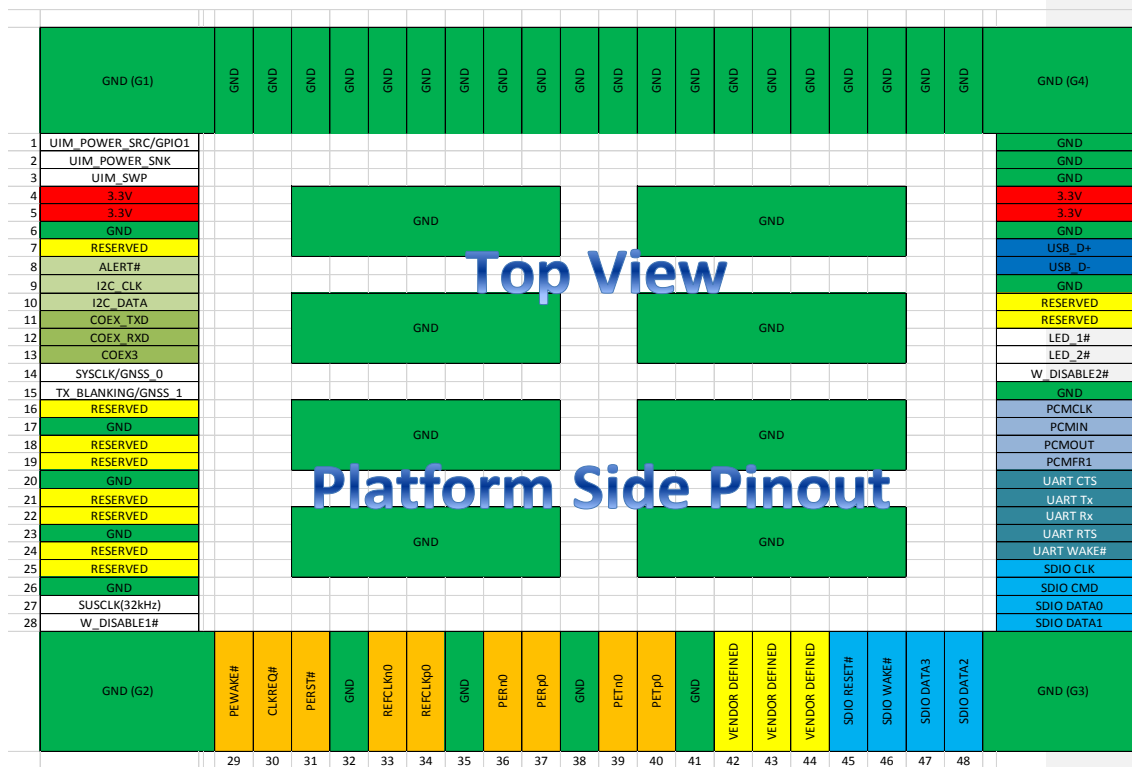 GND (G1) GND GND GND GND GND GND GND GND GND GND GND GND GND GND GND GND GND GND GND GND GND (G4)
1 UIM_POWER_SRC/GPIO1 GND
2 UIM_POWER_SNK GND
3 UIM_SWP GND
4 3.3V 3.3V
5 3.3V 3.3V
6 GND GND GND GND
7 RESERVED USB_D+
8 ALERT# USB_D-
Top View
9 I2C_CLK GND
10 I2C_DATA RESERVED
11 COEX_TXD RESERVED
12 COEX_RXD GND GND LED_1#
13 COEX3 LED_2#
14 SYSCLK/GNSS_0 W_DISABLE2#
15 TX_BLANKING/GNSS_1 GND
16 RESERVED PCMCLK
17 GND GND GND PCMIN
18 RESERVED PCMOUT
19 RESERVED PCMFR1
20 GND UART CTS
Platform Side Pinout
21 RESERVED UART Tx
22 RESERVED UART Rx
23 GND GND GND UART RTS
24 RESERVED UART WAKE#
25 RESERVED SDIO CLK
26 GND SDIO CMD
27 SUSCLK(32kHz) SDIO DATA0
28 W_DISABLE1# SDIO DATA1
GND (G2) PEWAKE# CLKREQ# PERST# GND REFCLKn0 REFCLKp0 GND PERn0 PERp0 GND PETn0 PETp0 GND VENDOR DEFINED VENDOR DEFINED VENDOR DEFINED SDIO RESET# SDIO WAKE# SDIO DATA3 SDIO DATA2 GND (G3)
29 30 31 32 33 34 35 36 37 38 39 40 41 42 43 44 45 46 47 48